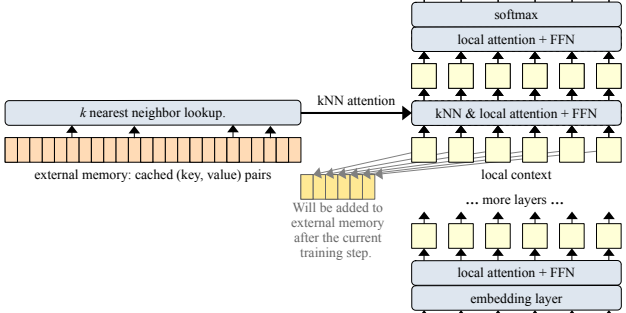 softmax
local attention + FFN
kNN attention
k nearest neighbor lookup.
kNN & local attention + FFN
external memory: cached (key, value) pairs
local context
Will be added to
external memory
after the current
training step.
... more layers ...
local attention + FFN
embedding layer